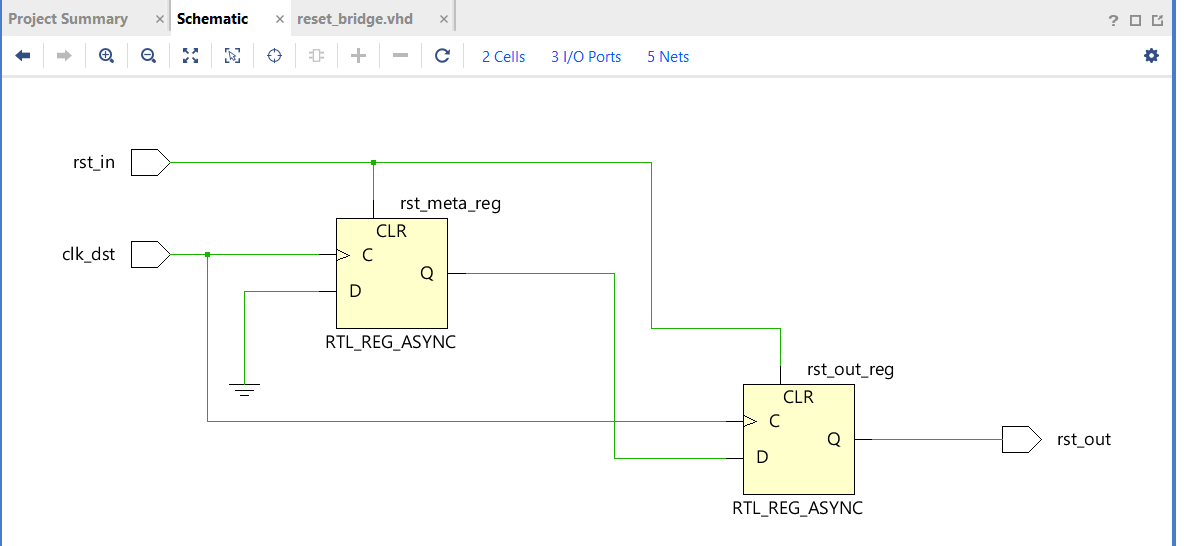 Project Summary × Schematic × reset_bridge.vhd × ?
2 Cells 3 I/O Ports 5 Nets
rst_in
rst_meta_reg
CLR
clk_dst
C
Q
D
RTL_REG_ASYNC
rst_out_reg
CLR
C
Q
rst_out
D
RTL_REG_ASYNC